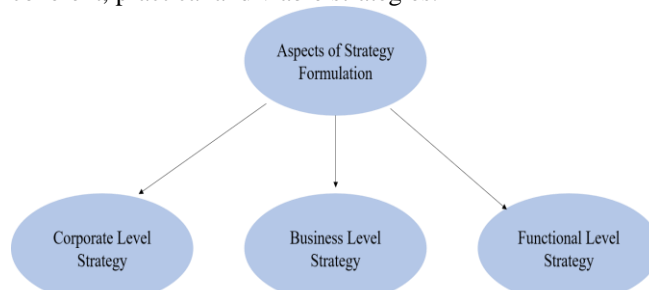 Aspects of Strategy
Formulation
Corporate Level
Strategy
Business Level
Strategy
Functional Level
Strategy